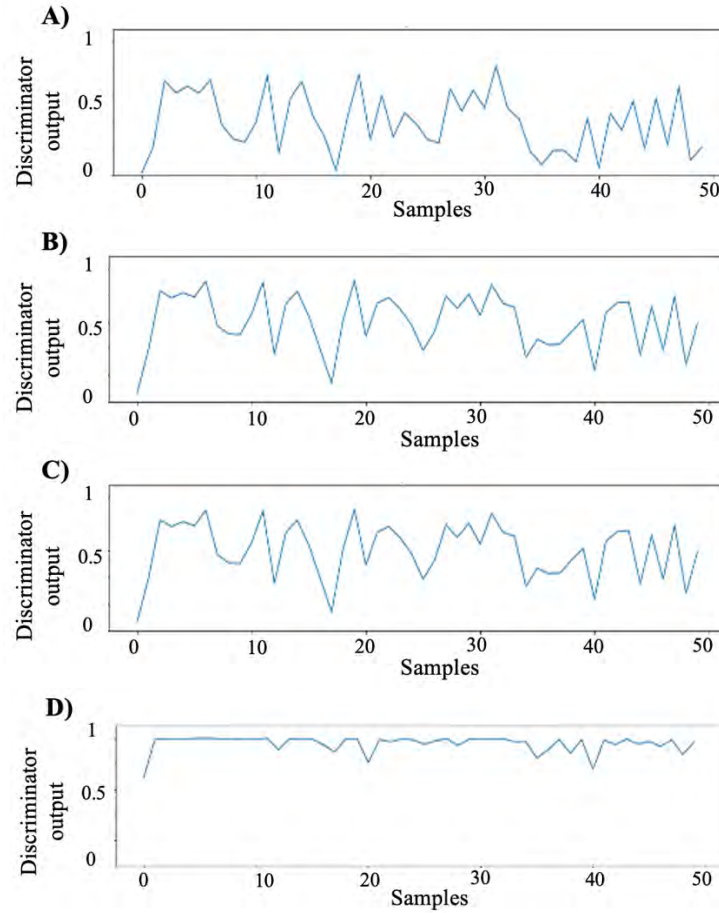 A)
1
0.5
0
Discriminator
output
0 10 20 30 40 50
Samples
B)
1
0.5
0
Discriminator
output
0 10 20 30 40 50
Samples
C)
1
0.5
0
Discriminator
output
0 10 20 30 40 50
Samples
D)
1
0.5
0
Discriminator
output
0 10 20 30 40 50
Samples